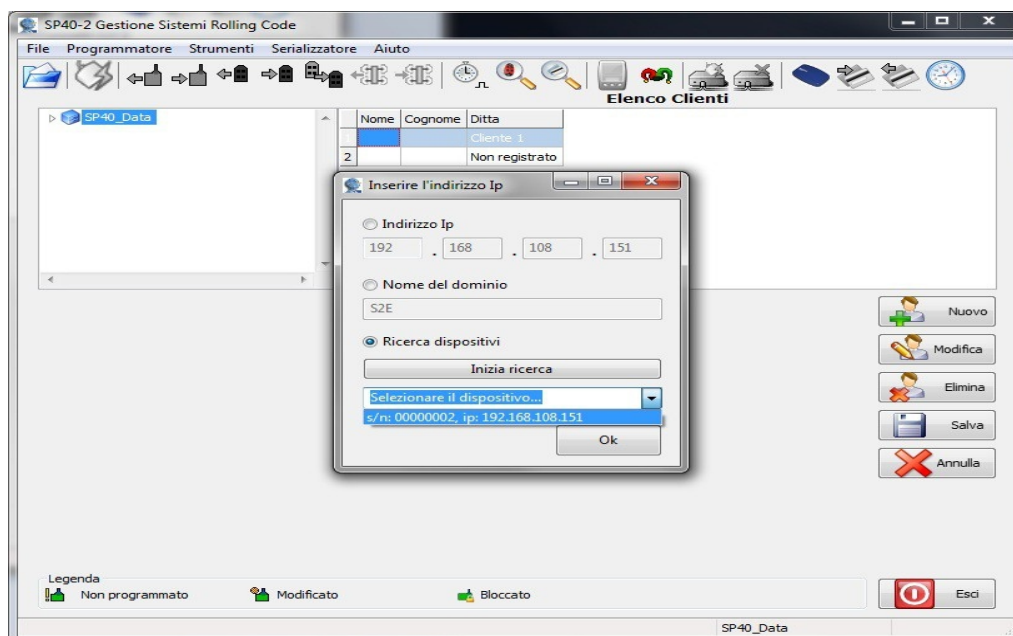 SP40-2 Gestione Sistemi Rolling Code
File Programmatore Strumenti Serializzatore Aiuto
Elenco Clienti
SP40_Data
Nome Cognome Ditta
1 Cliente 1
2 Non registrato
Inserire l'indirizzo Ip
Indirizzo Ip
192 . 168 . 108 . 151
Nome del dominio
S2E
Ricerca dispositivi
Inizia ricerca
Selezionare il dispositivo...
s/n: 00000002, ip: 192.168.108.151
Ok
Nuovo
Modifica
Elimina
Salva
Annulla
Legenda
Non programmato Modificato Bloccato
Esci
SP40_Data